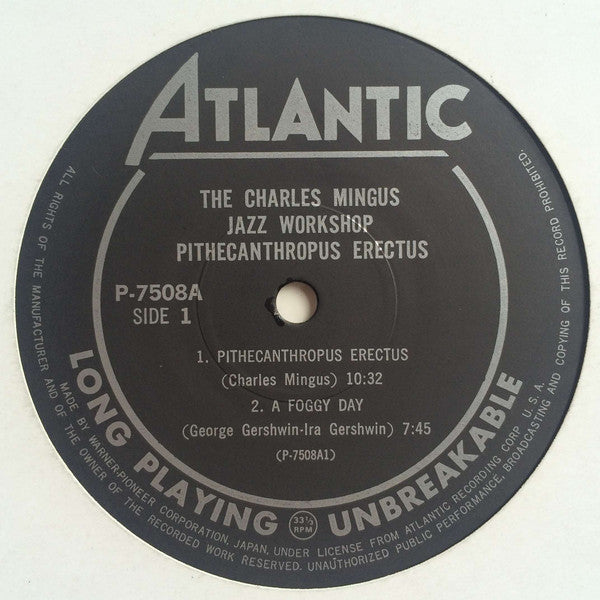 ATLANTIC
THE CHARLES MINGUS
JAZZ WORKSHOP
PITHECANTHROPUS ERECTUS
P-7508A
SIDE 1
1. PITHECANTHROPUS ERECTUS
(Charles Mingus) 10:32
2. A FOGGY DAY
(George Gershwin-Ira Gershwin) 7:45
(P-7508A1)
LONG PLAYING 33⅓ RPM UNBREAKABLE
MADE BY WARNER-PIONEER CORPORATION, JAPAN, UNDER LICENSE FROM ATLANTIC RECORDING CORP U.S.A.
ALL RIGHTS OF THE MANUFACTURER AND OF THE OWNER OF THE RECORDED WORK RESERVED. UNAUTHORIZED PUBLIC PERFORMANCE, BROADCASTING AND COPYING OF THIS RECORD PROHIBITED.